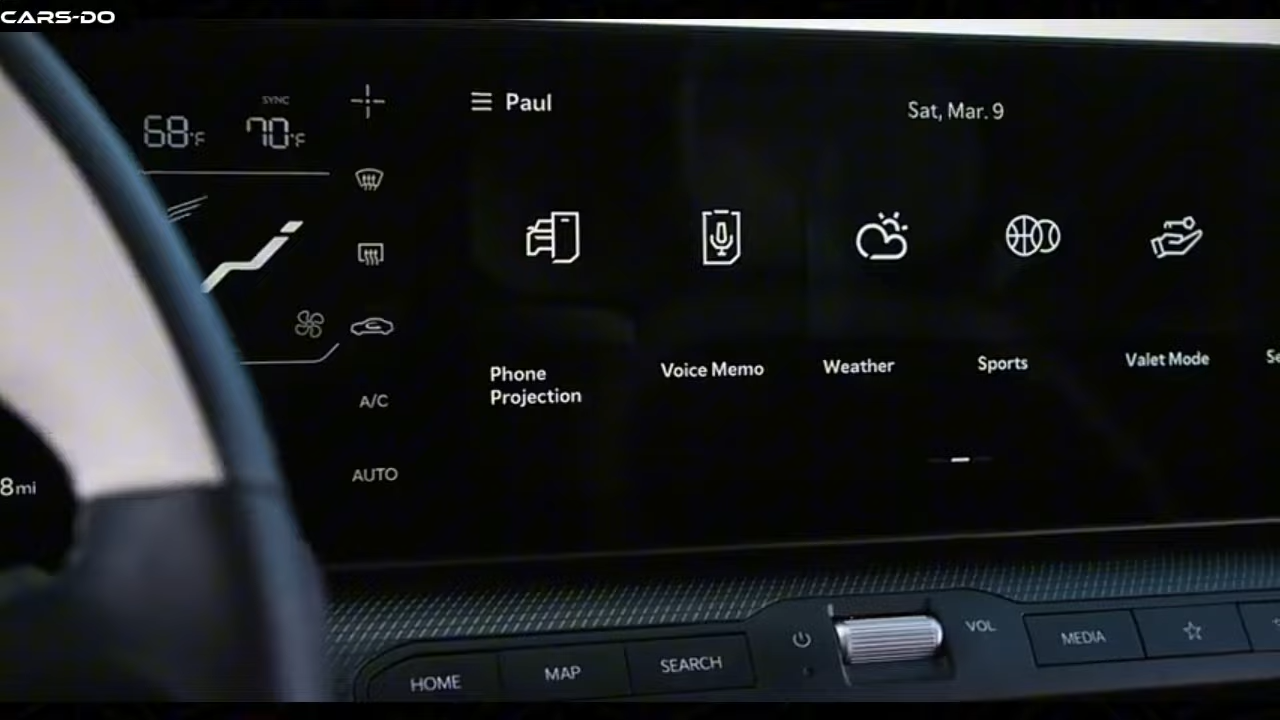 CARS-DO
68°F
SYNC
70°F
A/C
AUTO
8mi
Paul
Sat, Mar. 9
Phone
Projection
Voice Memo
Weather
Sports
Valet Mode
HOME
MAP
SEARCH
VOL
MEDIA